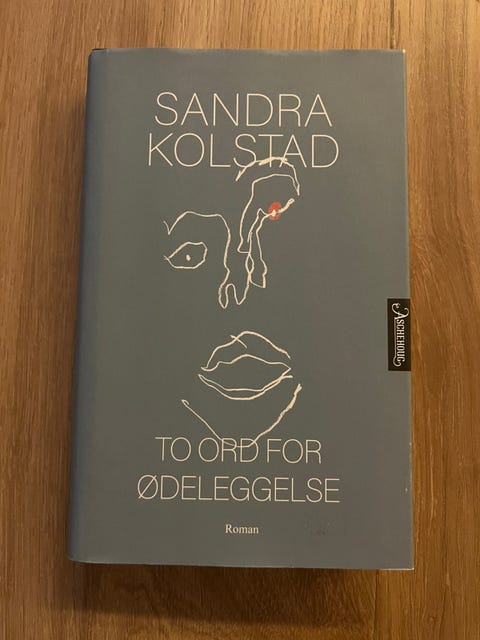 SANDRA
KOLSTAD
ASCHEHOUG
TO ORD FOR
ØDELEGGELSE
Roman